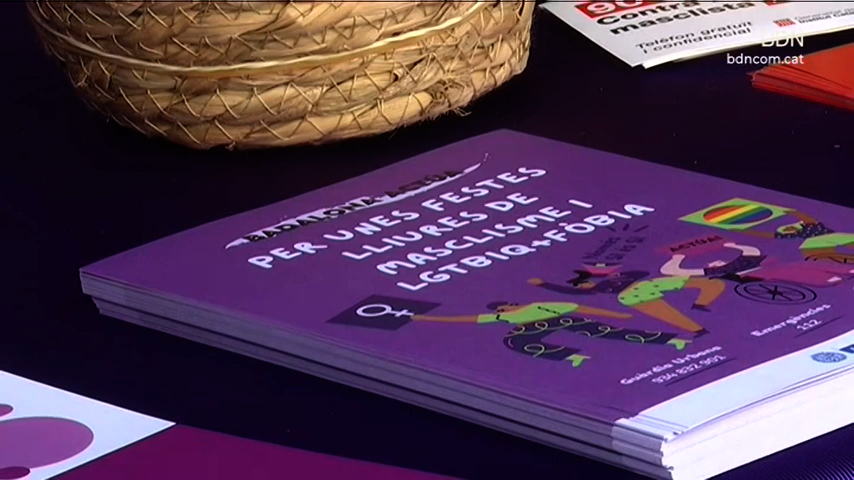 Contra
masclista
Telèfon gratuït
i confidencial
BDN
bdncom.cat
BADALONA ACTUA
PER UNES FESTES
LLIURES DE
MASCLISME I
LGTBIQ+FÒBIA
ACTUA!
Guàrdia Urbana
934 832 901
Emergències
112